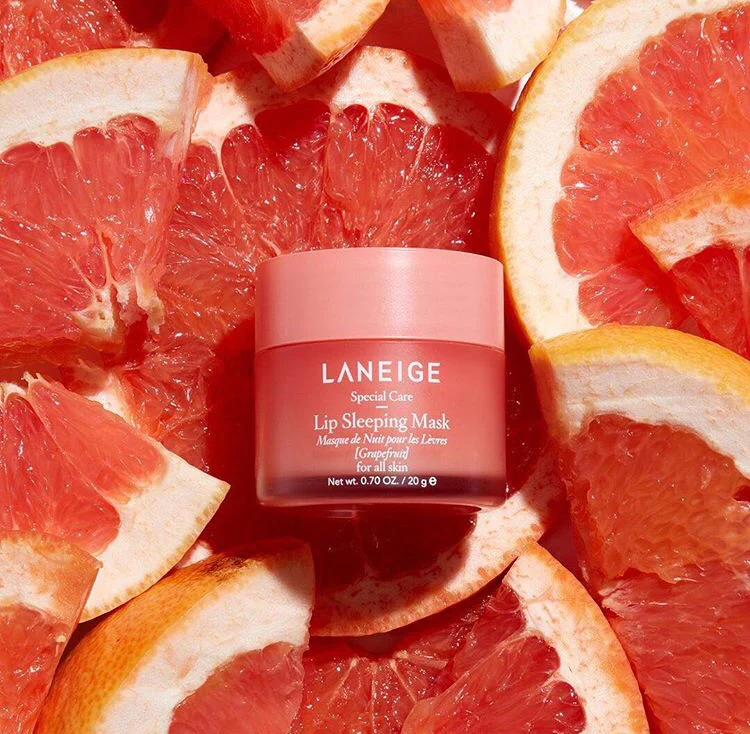 LANEIGE
Special Care
Lip Sleeping Mask
Masque de Nuit pour les Lèvres
[Grapefruit]
for all skin
Net wt. 0.70 OZ. / 20 g ℮